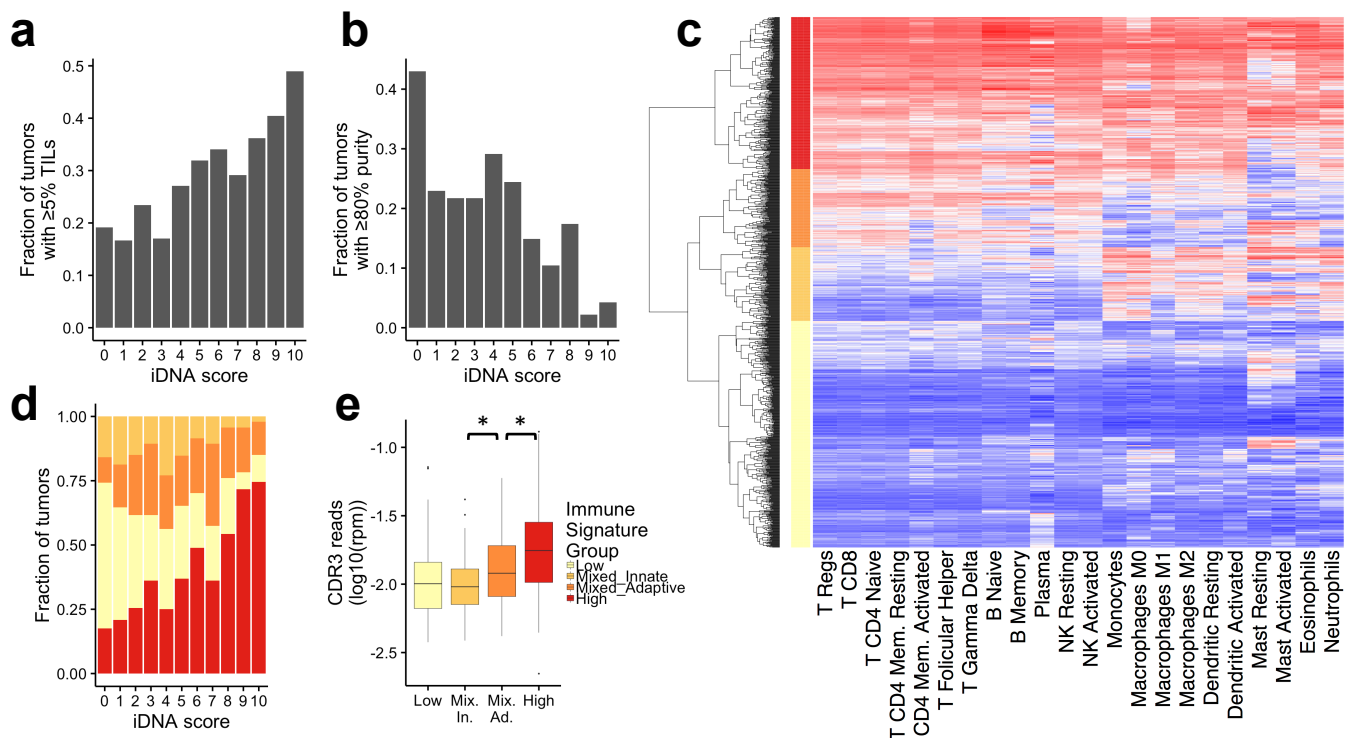 a
Fraction of tumors
with ≥5% TILs
0.5
0.4
0.3
0.2
0.1
0.0
0 1 2 3 4 5 6 7 8 9 10
iDNA score
b
Fraction of tumors
with ≥80% purity
0.4
0.3
0.2
0.1
0.0
0 1 2 3 4 5 6 7 8 9 10
iDNA score
c
T Regs
T CD8
T CD4 Naive
T CD4 Mem. Resting
CD4 Mem. Activated
T Follicular Helper
T Gamma Delta
B Naive
B Memory
Plasma
NK Resting
NK Activated
Monocytes
Macrophages M0
Macrophages M1
Macrophages M2
Dendritic Resting
Dendritic Activated
Mast Resting
Mast Activated
Eosinophils
Neutrophils
d
Fraction of tumors
1.00
0.75
0.50
0.25
0.00
0 1 2 3 4 5 6 7 8 9 10
iDNA score
e
CDR3 reads
(log10(rpm))
-1.0
-1.5
-2.0
-2.5
* *
Low Mix. Mix. High
In. Ad.
Immune
Signature
Group
Low
Mixed_Innate
Mixed_Adaptive
High